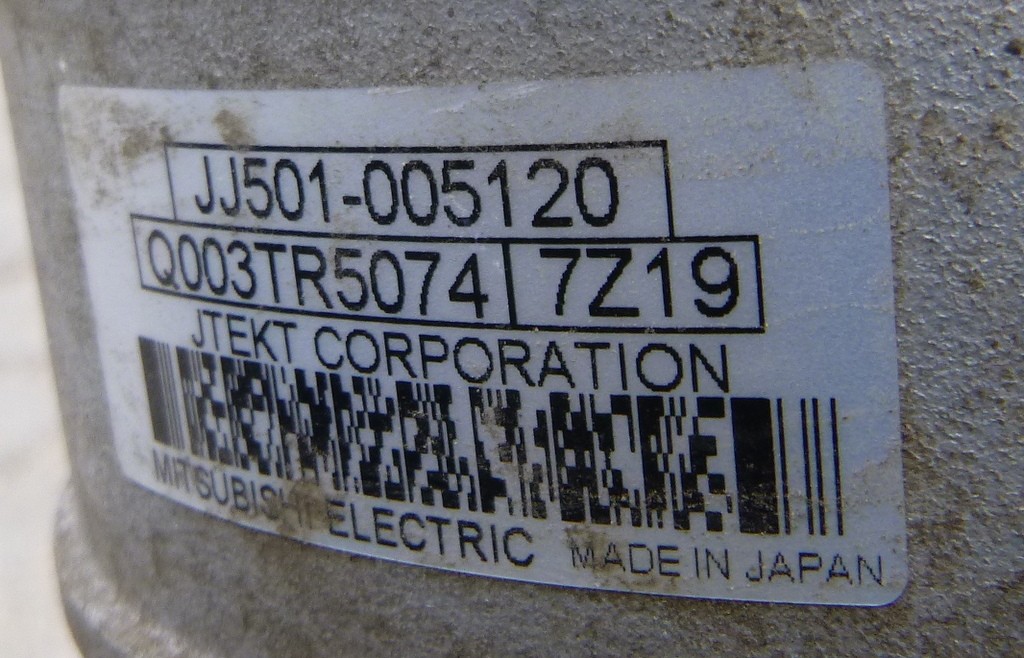 JJ501-005120
Q003TR5074 7Z19
JTEKT CORPORATION
MITSUBISHI ELECTRIC MADE IN JAPAN